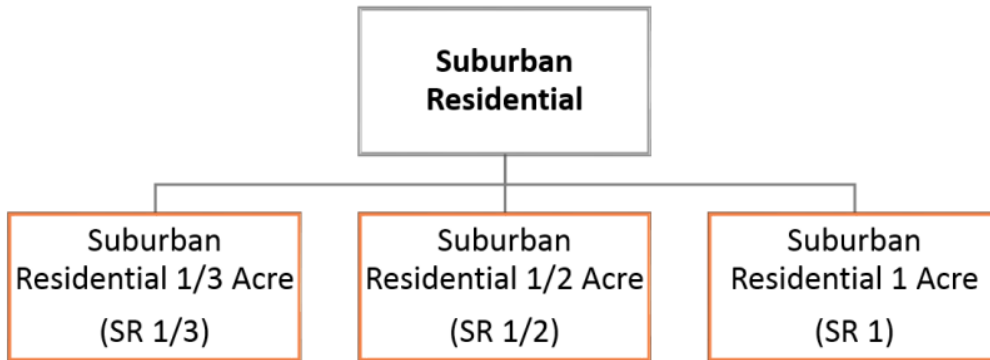 Suburban
Residential
Suburban
Residential 1/3 Acre
(SR 1/3)
Suburban
Residential 1/2 Acre
(SR 1/2)
Suburban
Residential 1 Acre
(SR 1)